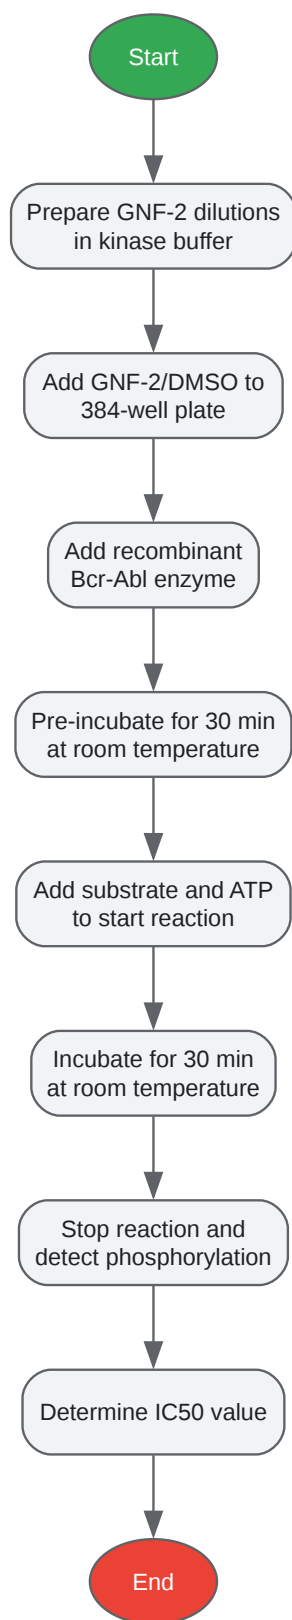 Start
Prepare GNF-2 dilutions
in kinase buffer
Add GNF-2/DMSO to
384-well plate
Add recombinant
Bcr-Abl enzyme
Pre-incubate for 30 min
at room temperature
Add substrate and ATP
to start reaction
Incubate for 30 min
at room temperature
Stop reaction and
detect phosphorylation
Determine IC50 value
End